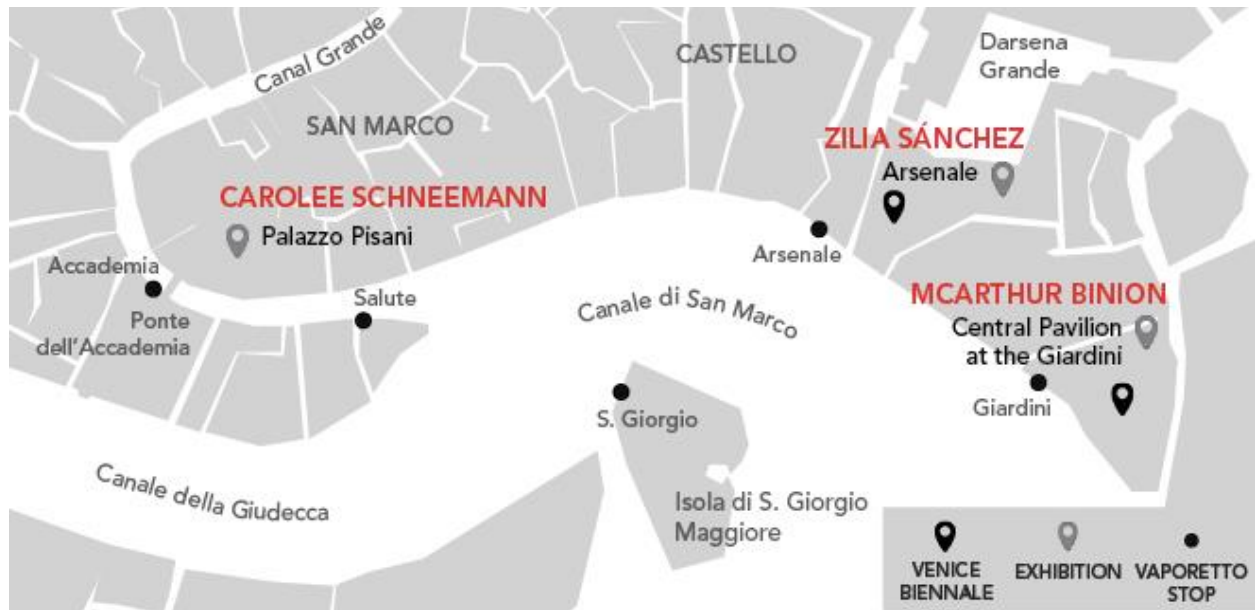 Canal Grande
CASTELLO
Darsena
Grande
SAN MARCO
ZILIA SÁNCHEZ
Arsenale
CAROLEE SCHNEEMANN
Palazzo Pisani
Accademia
Arsenale
Ponte
dell'Accademia
Salute
Canale di San Marco
MCARTHUR BINION
Central Pavilion
at the Giardini
Giardini
S. Giorgio
Canale della Giudecca
Isola di S. Giorgio
Maggiore
VENICE
BIENNALE
EXHIBITION
VAPORETTO
STOP